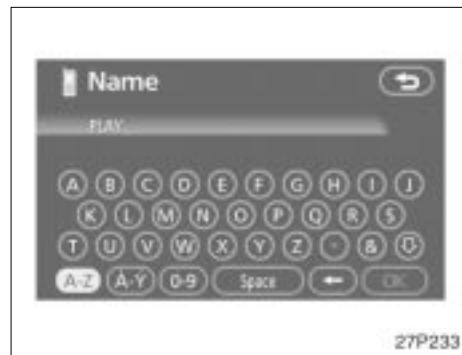 Name
PLAY
A B C D E F G H I J
K L M N O P Q R S
T U V W X Y Z - &
A-Z À-Ý 0-9 Space OK
27P233